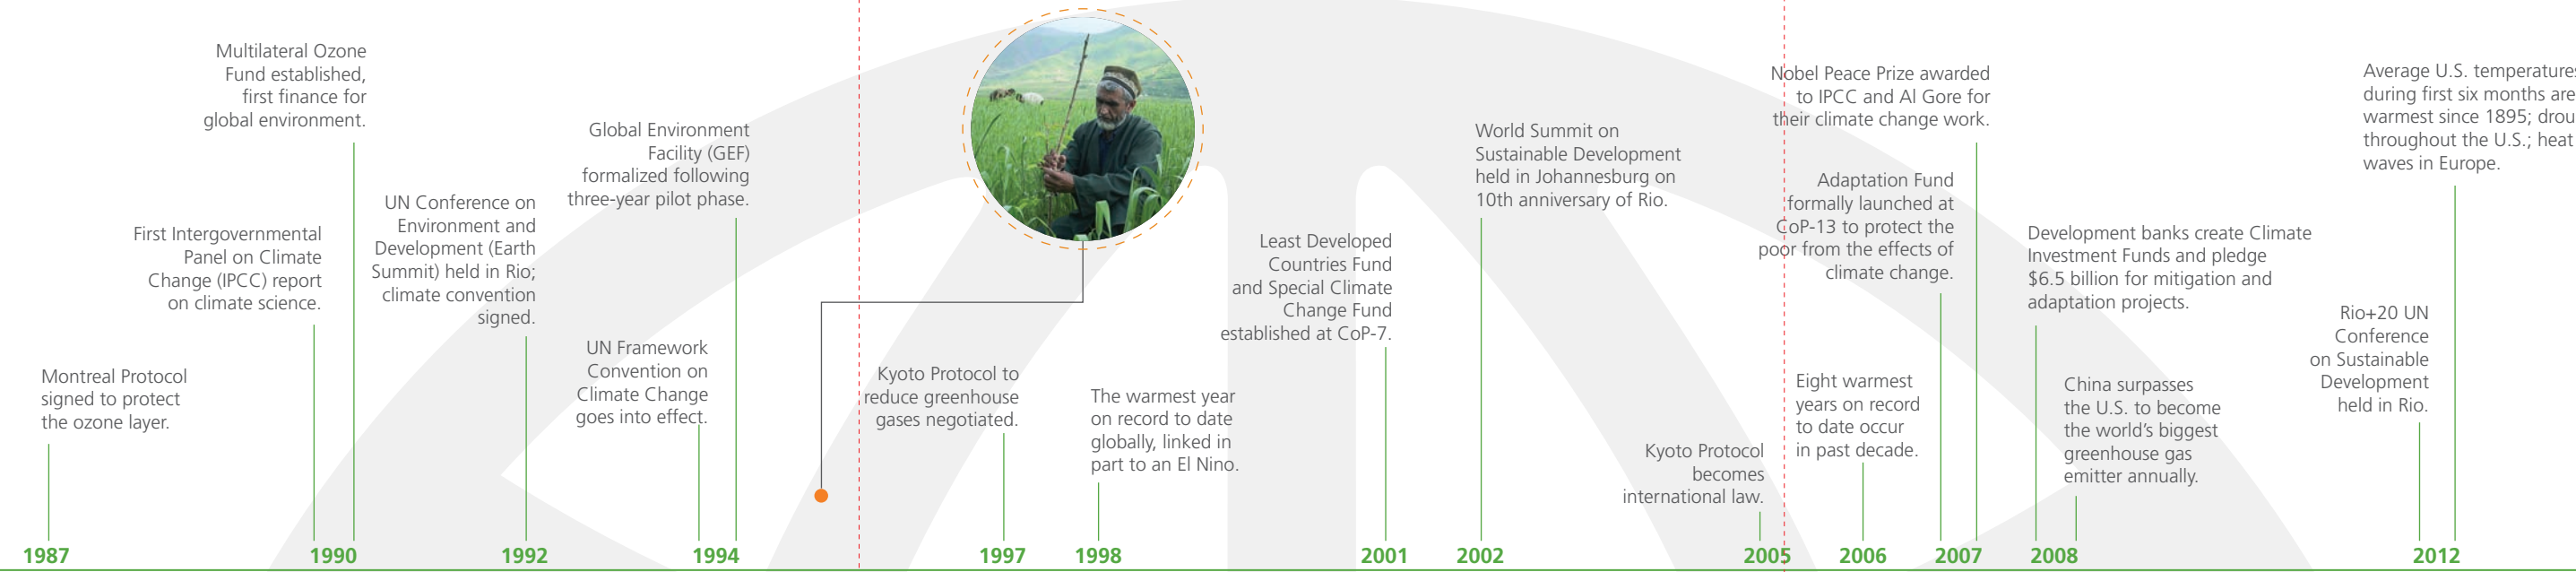 Montreal Protocol
signed to protect
the ozone layer.
1987
First Intergovernmental
Panel on Climate
Change (IPCC) report
on climate science.
Multilateral Ozone
Fund established,
first finance for
global environment.
1990
UN Conference on
Environment and
Development (Earth
Summit) held in Rio;
climate convention
signed.
1992
UN Framework
Convention on
Climate Change
goes into effect.
Global Environment
Facility (GEF)
formalized following
three-year pilot phase.
1994
Kyoto Protocol to
reduce greenhouse
gases negotiated.
1997
The warmest year
on record to date
globally, linked in
part to an El Nino.
1998
Least Developed
Countries Fund
and Special Climate
Change Fund
established at CoP-7.
2001
World Summit on
Sustainable Development
held in Johannesburg on
10th anniversary of Rio.
2002
Kyoto Protocol
becomes
international law.
2005
Eight warmest
years on record
to date occur
in past decade.
2006
Adaptation Fund
formally launched at
CoP-13 to protect the
poor from the effects of
climate change.
Nobel Peace Prize awarded
to IPCC and Al Gore for
their climate change work.
2007
Development banks create Climate
Investment Funds and pledge
$6.5 billion for mitigation and
adaptation projects.
China surpasses
the U.S. to become
the world's biggest
greenhouse gas
emitter annually.
2008
Rio+20 UN
Conference
on Sustainable
Development
held in Rio.
Average U.S. temperatures
during first six months are
warmest since 1895;
throughout the U.S.; heat
waves in Europe.
2012